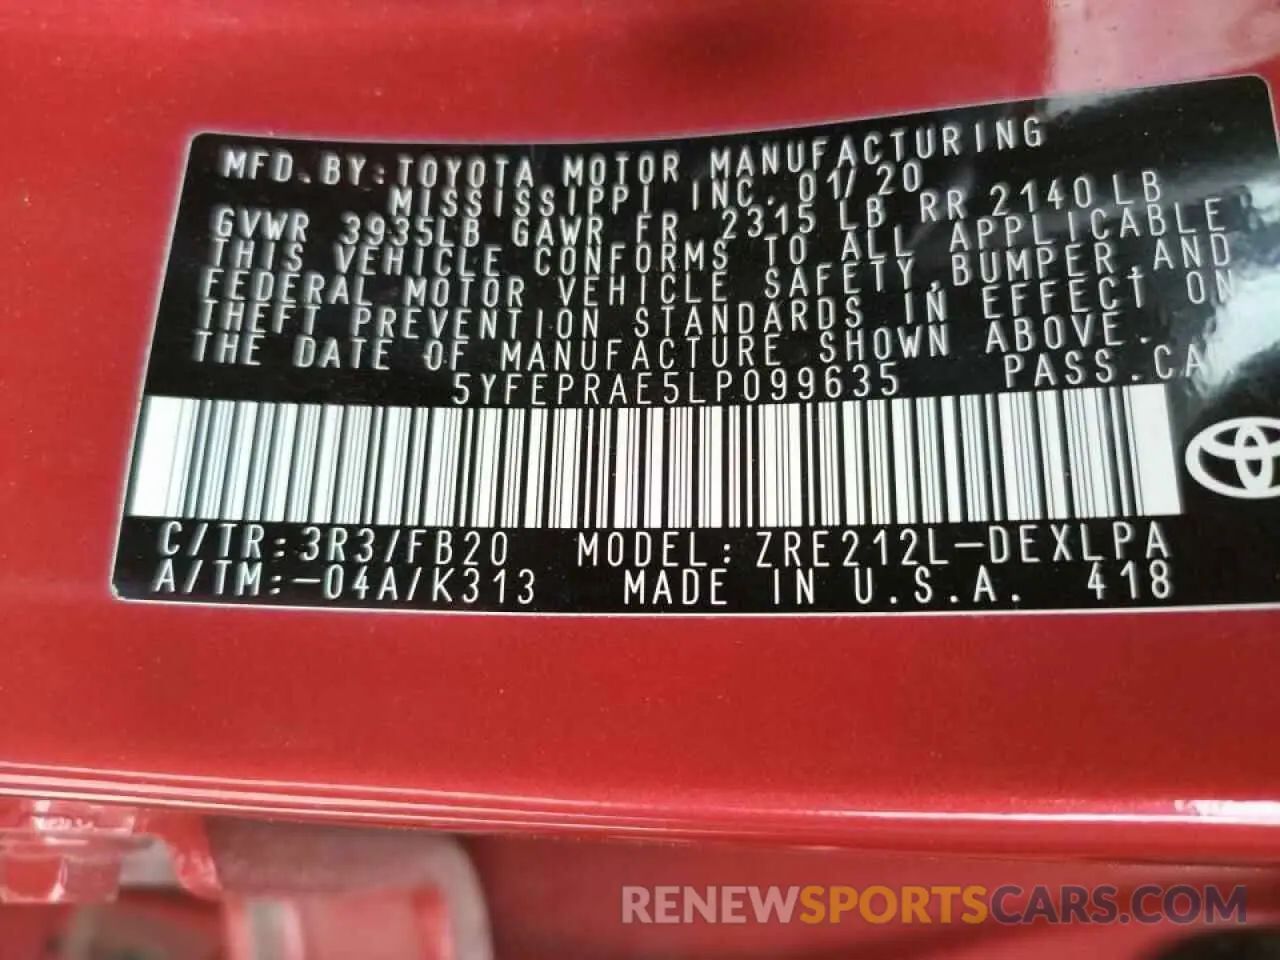 MFD.BY:TOYOTA MOTOR MANUFACTURING
MISSISSIPPI INC. 01/20
GVWR 3935LB GAWR FR 2315 LB RR 2140 LB
THIS VEHICLE CONFORMS TO ALL APPLICABLE
FEDERAL MOTOR VEHICLE SAFETY,BUMPER,AND
THEFT PREVENTION STANDARDS IN EFFECT ON
THE DATE OF MANUFACTURE SHOWN ABOVE.
5YFEPRAE5LP099635 PASS.CA
C/TR:3R3/FB20 MODEL:ZRE212L-DEXLPA
A/TM:-04A/K313 MADE IN U.S.A. 418
RENEWSPORTSCARS.COM